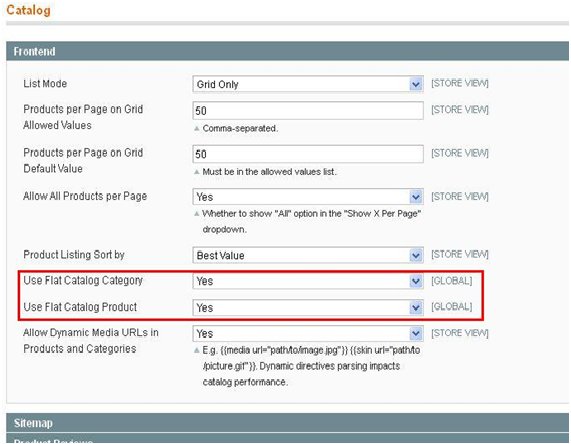 Catalog
Frontend
List Mode Grid Only [STORE VIEW]
Products per Page on Grid 50 [STORE VIEW]
Allowed Values
▲ Comma-separated.
Products per Page on Grid 50 [STORE VIEW]
Default Value
▲ Must be in the allowed values list.
Allow All Products per Page Yes [STORE VIEW]
▲ Whether to show "All" option in the "Show X Per Page"
dropdown.
Product Listing Sort by Best Value [STORE VIEW]
Use Flat Catalog Category Yes [GLOBAL]
Use Flat Catalog Product Yes [GLOBAL]
Allow Dynamic Media URLs in Yes [STORE VIEW]
Products and Categories
▲ E.g. {{media url="path/to/image.jpg"}} {{skin url="path/to
/picture.gif"}}. Dynamic directives parsing impacts
catalog performance.
Sitemap
Product Reviews